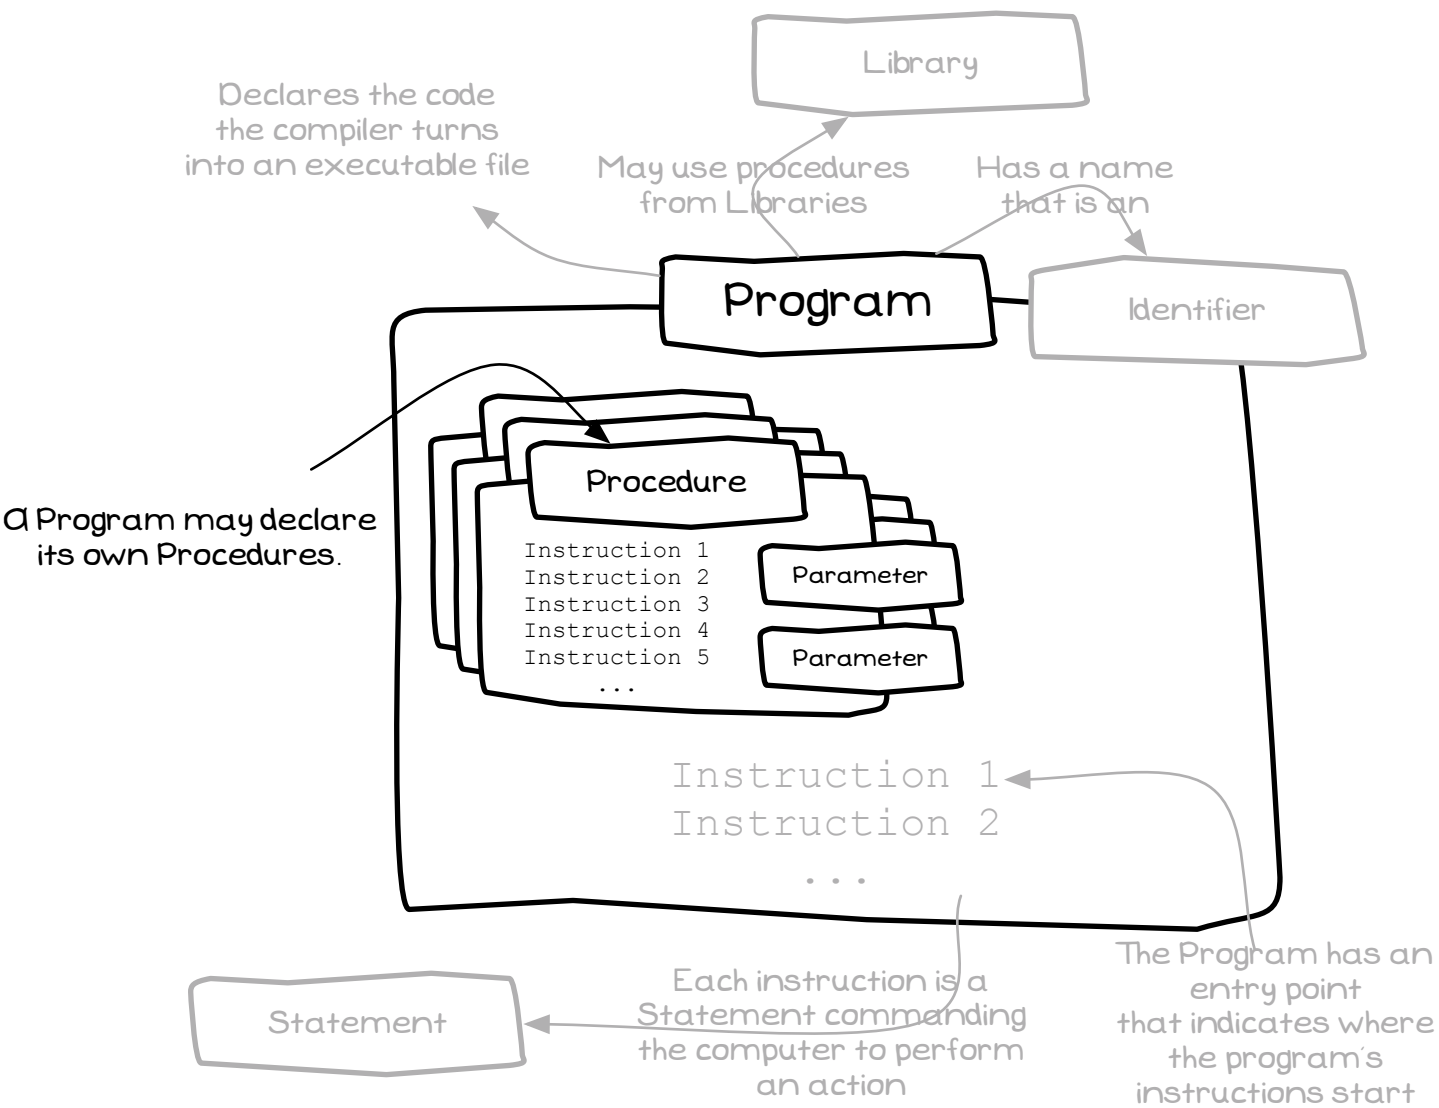 Library
Declares the code
the compiler turns
into an executable file
May use procedures
from Libraries
Has a name
that is an
Program
Identifier
A Program may declare
its own Procedures.
Procedure
Instruction 1
Instruction 2
Instruction 3
Instruction 4
Instruction 5
...
Parameter
Parameter
Instruction 1
Instruction 2
...
Statement
Each instruction is a
Statement commanding
the computer to perform
an action
The Program has an
entry point
that indicates where
the program's
instructions start